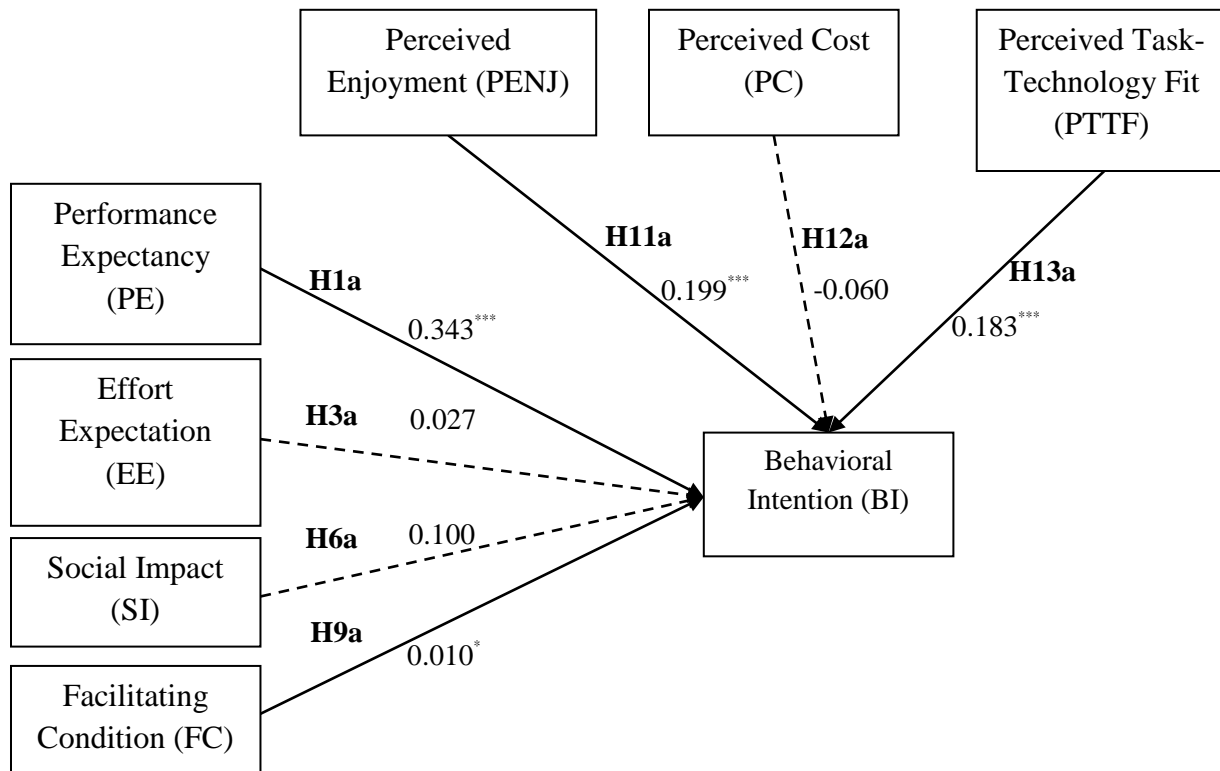 Perceived
Enjoyment (PENJ)
Perceived Cost
(PC)
Perceived Task-
Technology Fit
(PTTF)
Performance
Expectancy
(PE)
H1a
0.343***
H11a
0.199***
H12a
-0.060
H13a
0.183***
Effort
Expectation
(EE)
H3a
0.027
Behavioral
Intention (BI)
Social Impact
(SI)
H6a
0.100
H9a
0.010*
Facilitating
Condition (FC)